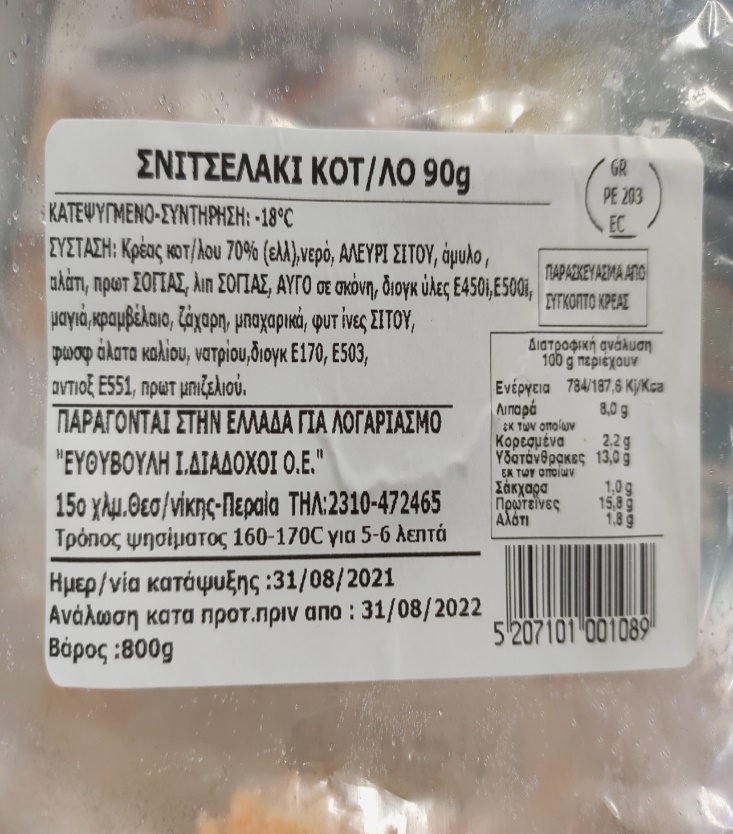 ΣΝΙΤΣΕΛΑΚΙ ΚΟΤ/ΛΟ 90g
GR
PE 203
EC
ΚΑΤΕΨΥΓΜΕΝΟ-ΣΥΝΤΗΡΗΣΗ: -18°C
ΣΥΣΤΑΣΗ: Κρέας κοτ/λου 70% (ελλ),νερό, ΑΛΕΥΡΙ ΣΙΤΟΥ, άμυλο ,
αλάτι, πρωτ ΣΟΓΙΑΣ, λιπ ΣΟΓΙΑΣ, ΑΥΓΟ σε σκόνη, διογκ ύλες Ε450i,Ε500i,
μαγιά,κραμβέλαιο, ζάχαρη, μπαχαρικά, φυτ ίνες ΣΙΤΟΥ,
φωσφ άλατα καλίου, νατρίου,διογκ Ε170, Ε503,
αντιοξ Ε551, πρωτ μπιζελιού.
ΠΑΡΑΣΚΕΥΑΣΜΑ ΑΠΟ
ΣΥΓΚΟΠΤΟ ΚΡΕΑΣ
ΠΑΡΑΓΟΝΤΑΙ ΣΤΗΝ ΕΛΛΑΔΑ ΓΙΑ ΛΟΓΑΡΙΑΣΜΟ
"ΕΥΘΥΒΟΥΛΗ Ι.ΔΙΑΔΟΧΟΙ Ο.Ε."
15ο χλμ.Θεσ/νίκης-Περαία ΤΗΛ:2310-472465
Τρόπος ψησίματος 160-170C για 5-6 λεπτά
Διατροφική ανάλυση
100 g περιέχουν
Ενέργεια 784/187,6 Kj/Kca
Λιπαρά 8,0 g
εκ των οποίων
Κορεσμένα 2.2 g
Υδατάνθρακες 13,0 g
εκ των οποίων
Σάκχαρα 1,0 g
Πρωτεΐνες 15,8 g
Αλάτι 1.8 g
Ημερ/νία κατάψυξης :31/08/2021
Ανάλωση κατα προτ.πριν απο : 31/08/2022
Βάρος :800g
5 207101 001089